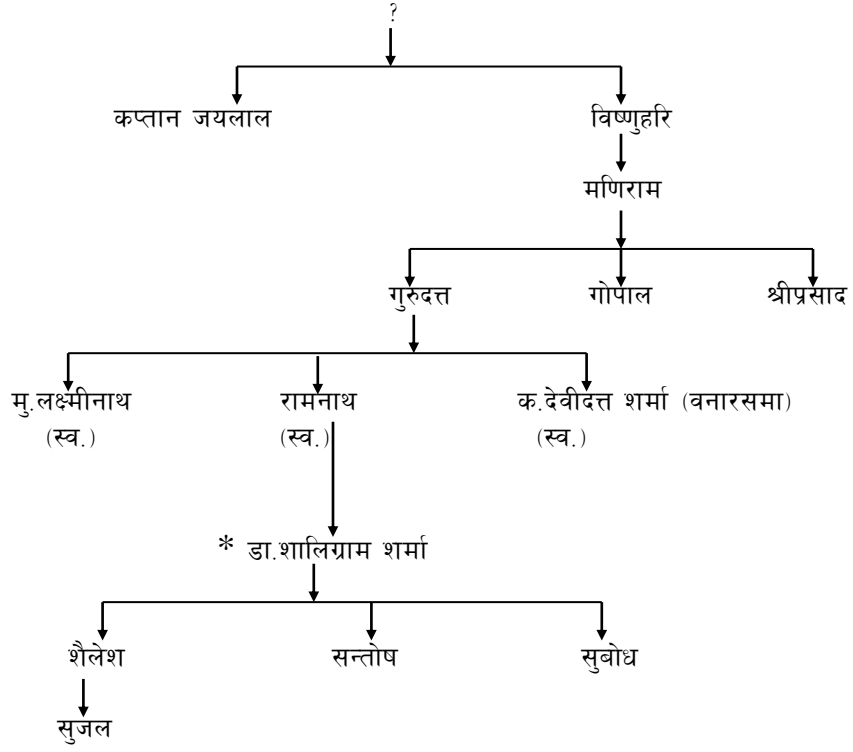 ?
कप्तान जयलाल विष्णुहरि
मणिराम
गुरुदत्त गोपाल श्रीप्रसाद
मु.लक्ष्मीनाथ रामनाथ क.देवीदत्त शर्मा (वनारसमा)
(स्व.) (स्व.) (स्व.)
* डा.शालिग्राम शर्मा
शैलेश सन्तोष सुबोध
सुजल